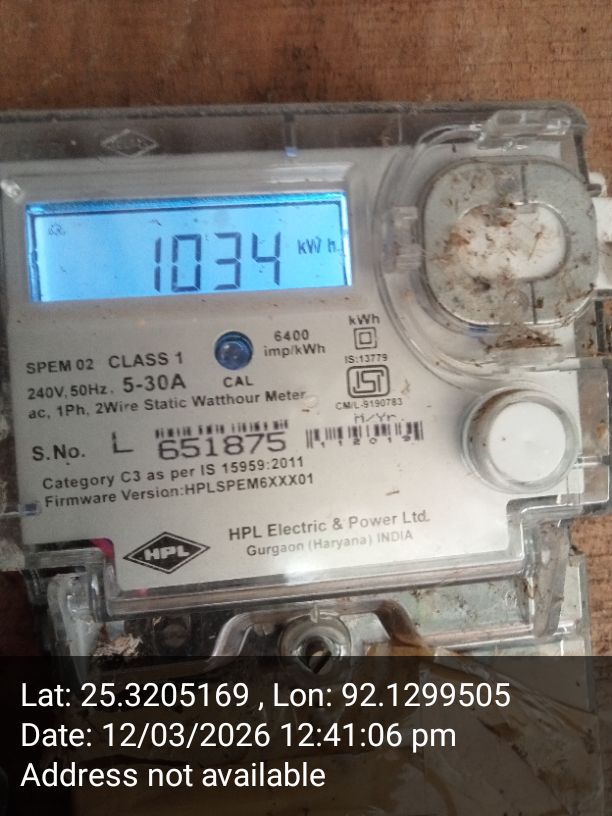 1034 kWh
6400
imp/kWh
kWh
IS:13779
SPEM 02 CLASS 1
240V, 50Hz. 5-30A CAL
ac, 1Ph, 2Wire Static Watthour Meter
CM/L-9190783
M/Yr.
S.No. L 651875
Category C3 as per IS 15959:2011
Firmware Version:HPLSPEM6XXX01
HPL
HPL Electric & Power Ltd.
Gurgaon (Haryana) INDIA
Lat: 25.3205169 , Lon: 92.1299505
Date: 12/03/2026 12:41:06 pm
Address not available